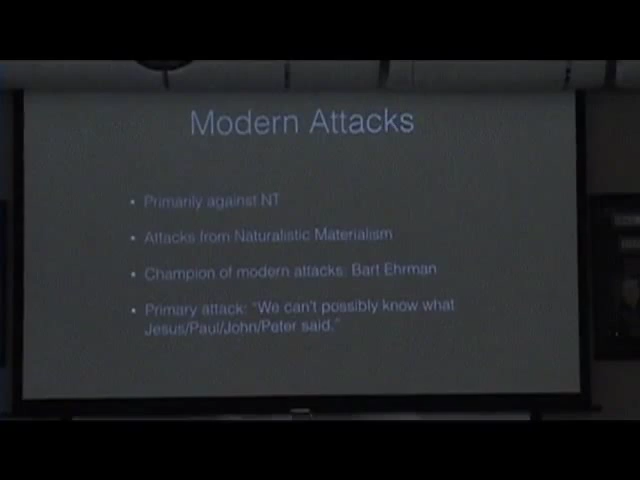 Modern Attacks
• Primarily against NT
• Attacks from Naturalistic Materialism
• Champion of modern attacks: Bart Ehrman
• Primary attack: "We can't possibly know what
Jesus/Paul/John/Peter said."